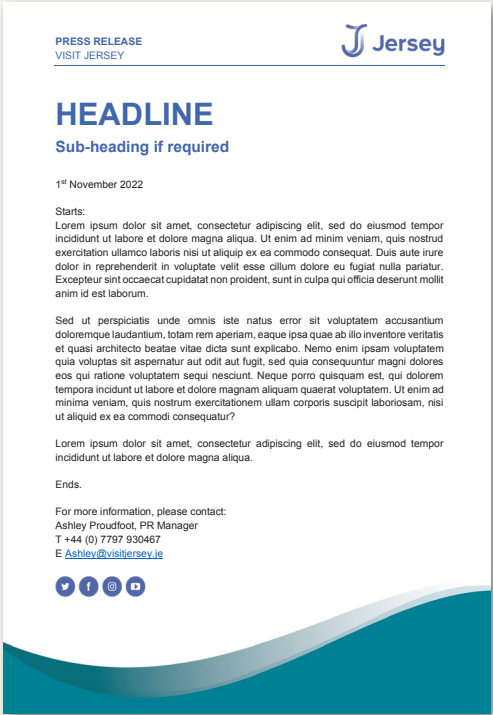 PRESS RELEASE
VISIT JERSEY
Jersey
HEADLINE
Sub-heading if required
1st November 2022
Starts:
Lorem ipsum dolor sit amet, consectetur adipiscing elit, sed do eiusmod tempor
incididunt ut labore et dolore magna aliqua. Ut enim ad minim veniam, quis nostrud
exercitation ullamco laboris nisi ut aliquip ex ea commodo consequat. Duis aute irure
dolor in reprehenderit in voluptate velit esse cillum dolore eu fugiat nulla pariatur.
Excepteur sint occaecat cupidatat non proident, sunt in culpa qui officia deserunt mollit
anim id est laborum.
Sed ut perspiciatis unde omnis iste natus error sit voluptatem accusantium
doloremque laudantium, totam rem aperiam, eaque ipsa quae ab illo inventore veritatis
et quasi architecto beatae vitae dicta sunt explicabo. Nemo enim ipsam voluptatem
quia voluptas sit aspernatur aut odit aut fugit, sed quia consequuntur magni dolores
eos qui ratione voluptatem sequi nesciunt. Neque porro quisquam est, qui dolorem
tempora incidunt ut labore et dolore magnam aliquam quaerat voluptatem. Ut enim ad
minima veniam, quis nostrum exercitationem ullam corporis suscipit laboriosam, nisi
ut aliquid ex ea commodi consequatur?
Lorem ipsum dolor sit amet, consectetur adipiscing elit, sed do eiusmod tempor
incididunt ut labore et dolore magna aliqua.
Ends.
For more information, please contact:
Ashley Proudfoot, PR Manager
T +44 (0) 7797 930467
E Ashley@visitjersey.je